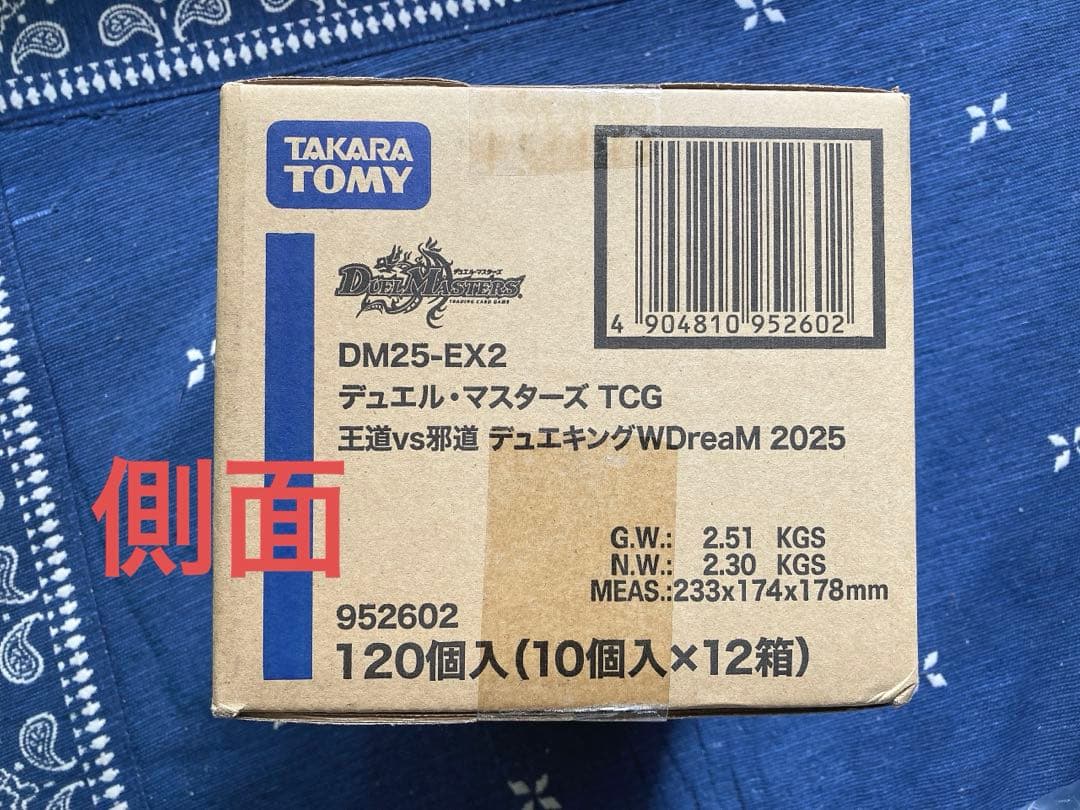 TAKARA
TOMY
4 904810 952602
デュエル・マスターズ
DUEL MASTERS
TRADING CARD GAME
DM25-EX2
デュエル・マスターズ TCG
王道vs邪道 デュエキングWDreaM 2025
側面
G.W.: 2.51 KGS
N.W.: 2.30 KGS
MEAS.:233x174x178mm
952602
120個入(10個入×12箱)